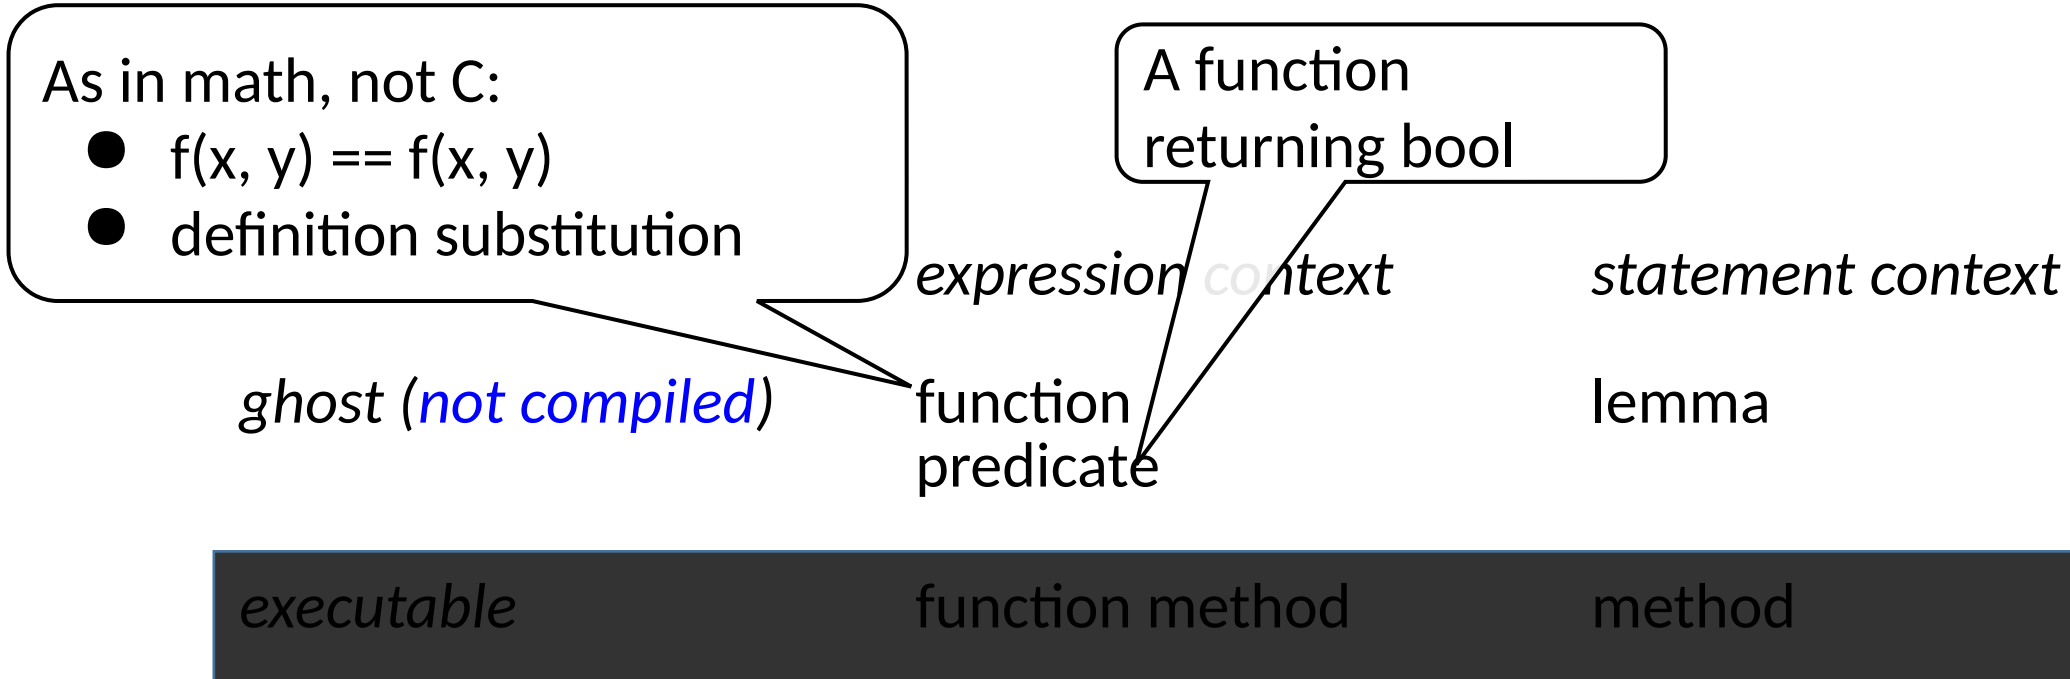 As in math, not C:
● f(x, y) == f(x, y)
● definition substitution
A function
returning bool
expression context
statement context
ghost (not compiled)
function
predicate
lemma
executable
function method
method